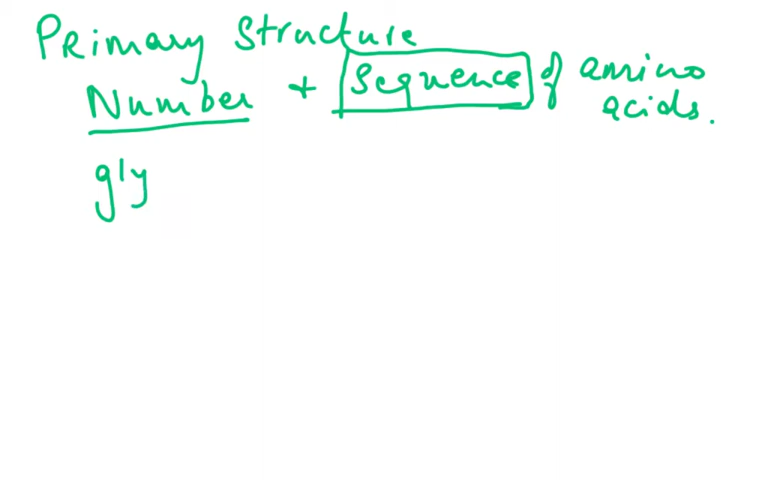 Primary Structure
Number + Sequence of amino
acids.
gly